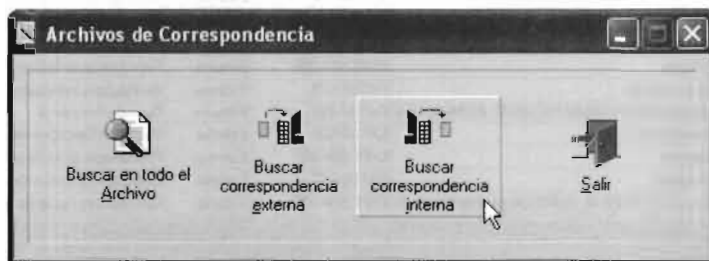 Archivos de Correspondencia
Buscar en todo el
Archivo
Buscar
correspondencia
externa
Buscar
correspondencia
interna
Salir